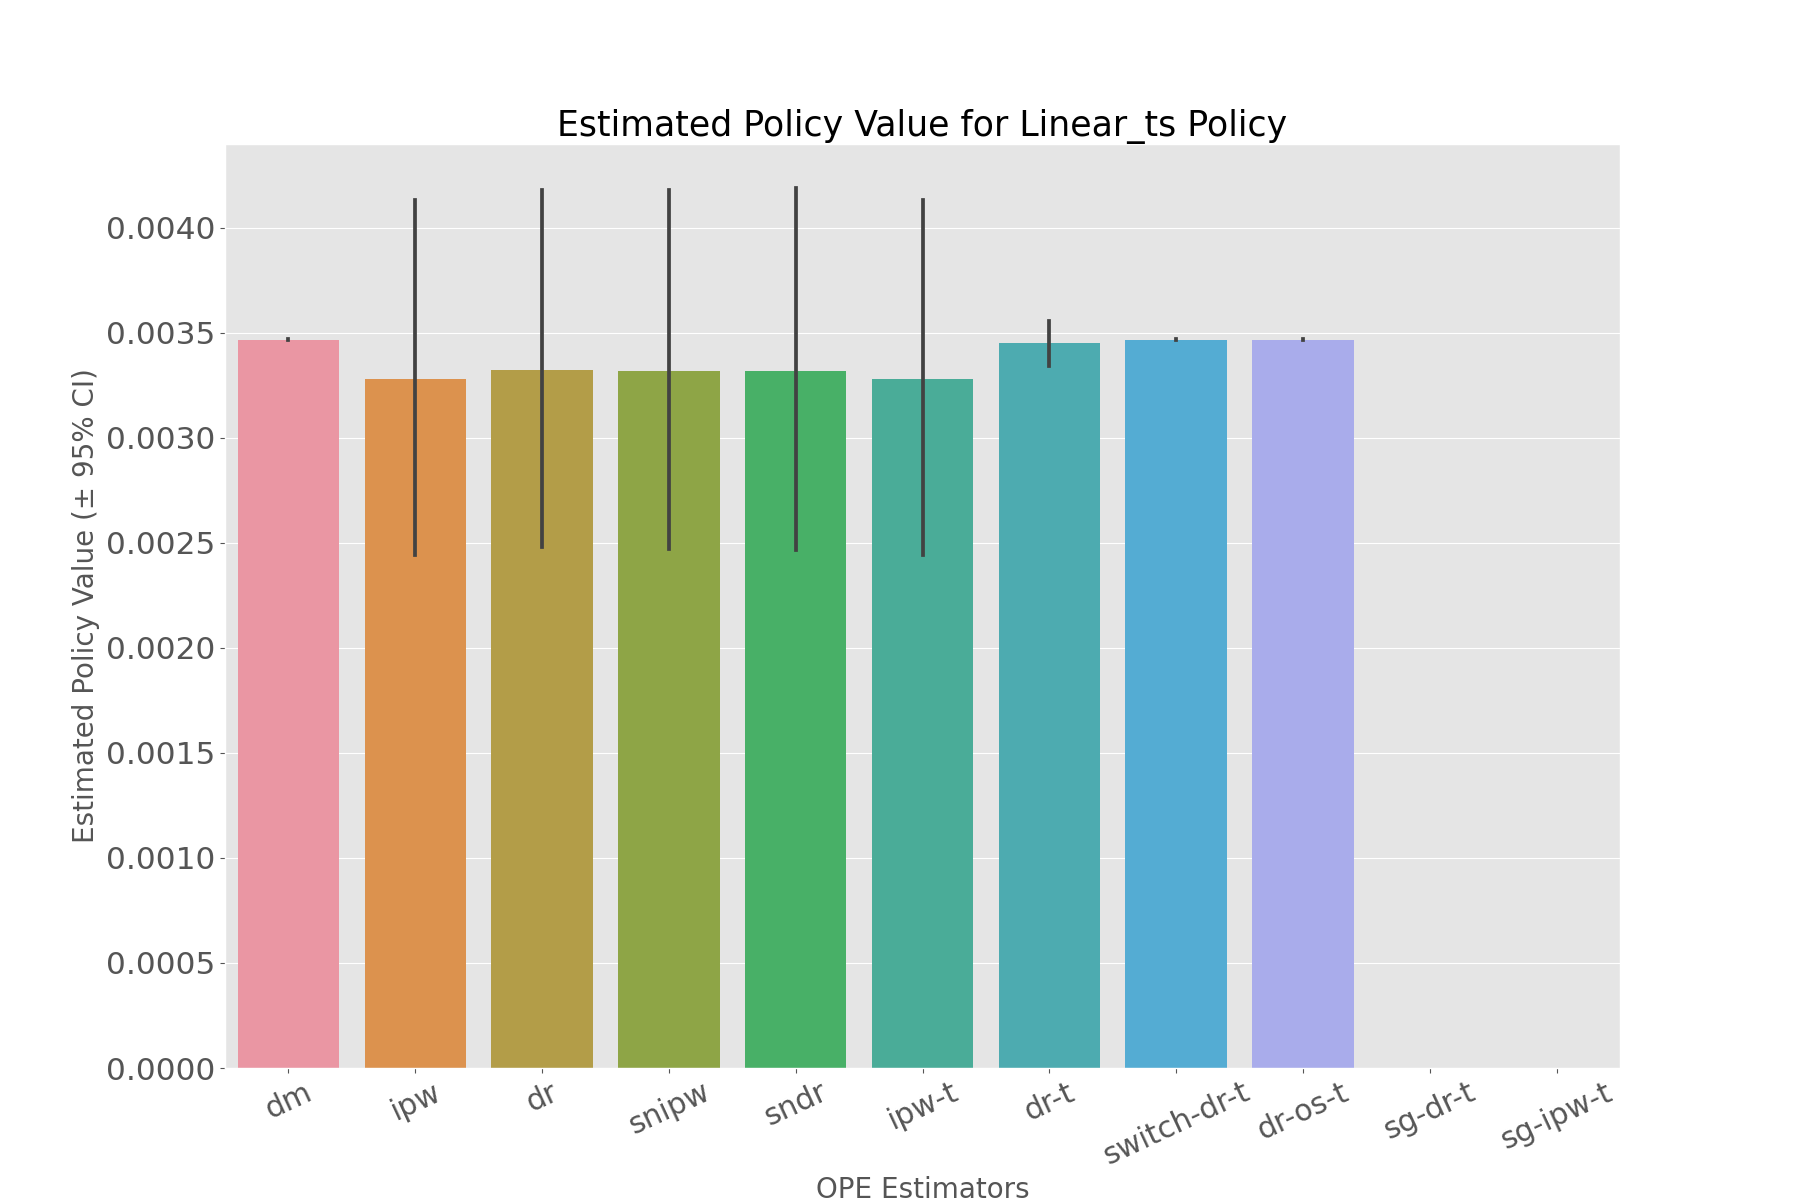 Estimated Policy Value for Linear_ts Policy
Estimated Policy Value (± 95% CI)
0.0040
0.0035
0.0030
0.0025
0.0020
0.0015
0.0010
0.0005
0.0000
dm
ipw
dr
snipw
sndr
ipw-t
dr-t
switch-dr-t
dr-os-t
sg-dr-t
sg-ipw-t
OPE Estimators